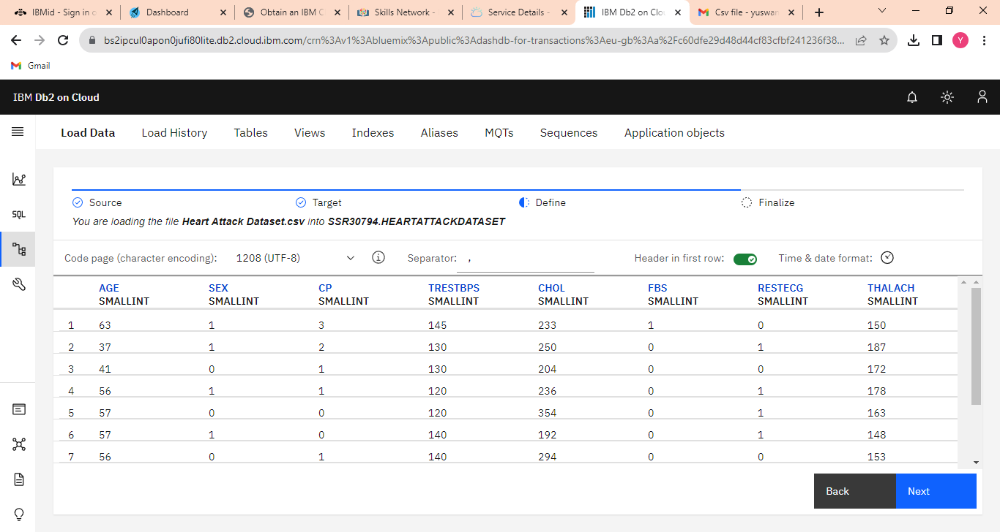 IBMid - Sign in o
Dashboard
Obtain an IBM C
Skills Network -
Service Details -
IBM Db2 on Clou
Csv file - yuswan
bs2ipcul0apon0jufi80lite.db2.cloud.ibm.com/crn%3Av1%3Abluemix%3Apublic%3Adashdb-for-transactions%3Aeu-gb%3Aa%2Fc60dfe29d48d44cf83cfbf241236f38...
Y
Gmail
IBM Db2 on Cloud
Load Data Load History Tables Views Indexes Aliases MQTs Sequences Application objects
SQL
Source Target Define Finalize
You are loading the file Heart Attack Dataset.csv into SSR30794.HEARTATTACKDATASET
Code page (character encoding): 1208 (UTF-8) Separator: , Header in first row: Time & date format:
AGE SEX CP TRESTBPS CHOL FBS RESTECG THALACH
SMALLINT SMALLINT SMALLINT SMALLINT SMALLINT SMALLINT SMALLINT SMALLINT
1 63 1 3 145 233 1 0 150
2 37 1 2 130 250 0 1 187
3 41 0 1 130 204 0 0 172
4 56 1 1 120 236 0 1 178
5 57 0 0 120 354 0 1 163
6 57 1 0 140 192 0 1 148
7 56 0 1 140 294 0 0 153
Back Next